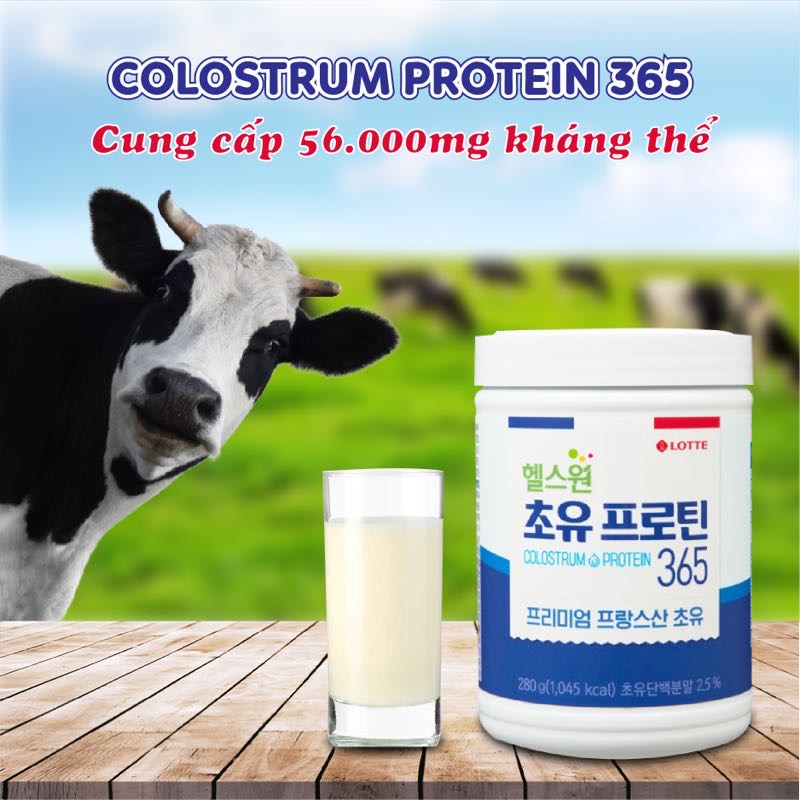 COLOSTRUM PROTEIN 365
Cung cấp 56.000mg kháng thể
LOTTE
헬스원
초유 프로틴
COLOSTRUM PROTEIN 365
프리미엄 프랑스산 초유
280 g(1,045 kcal) 초유단백분말 2.5 %